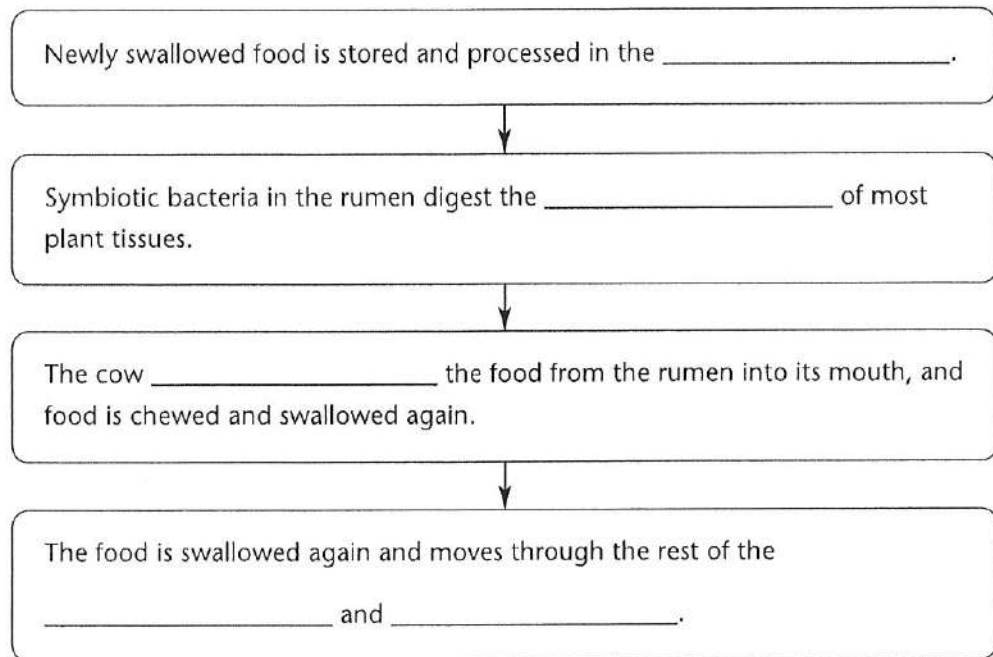 Newly swallowed food is stored and processed in the ____________________.
Symbiotic bacteria in the rumen digest the ____________________ of most
plant tissues.
The cow ____________________ the food from the rumen into its mouth, and
food is chewed and swallowed again.
The food is swallowed again and moves through the rest of the
____________________ and ____________________.